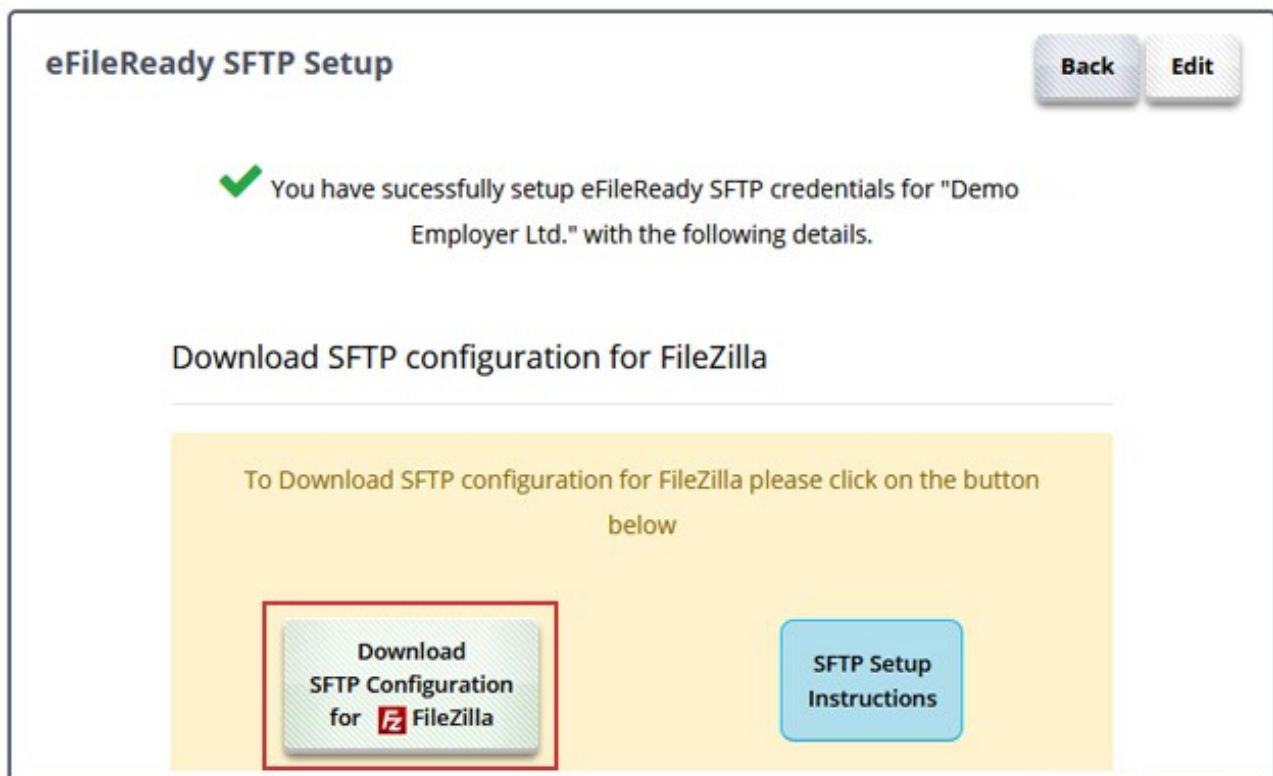 eFileReady SFTP Setup
Back
Edit
You have sucessfully setup eFileReady SFTP credentials for "Demo
Employer Ltd." with the following details.
Download SFTP configuration for FileZilla
To Download SFTP configuration for FileZilla please click on the button
below
Download
SFTP Configuration
for Fz FileZilla
SFTP Setup
Instructions